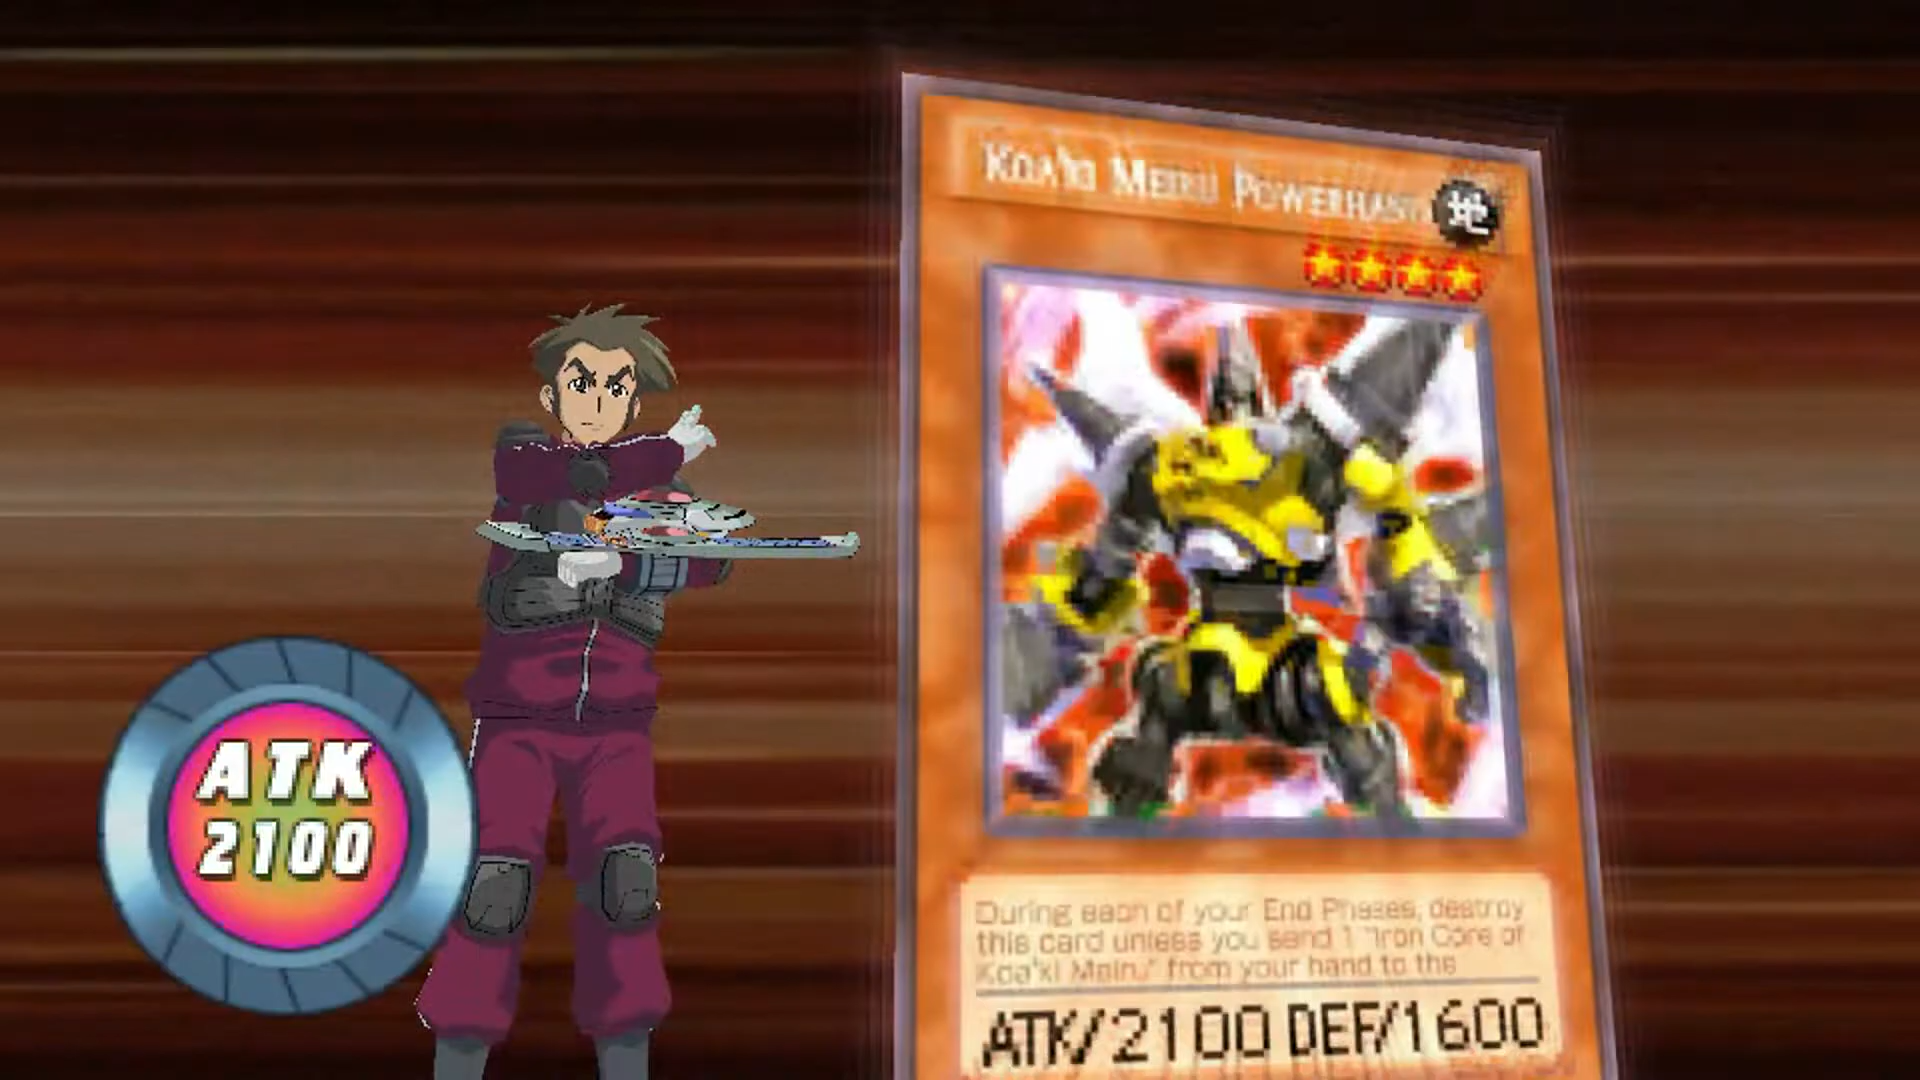 KOA'KI MEIRU POWERHAND
地
ATK
2100
During each of your End Phases, destroy
this card unless you send 1 "Iron Core of
Koa'ki Meiru" from your hand to the
ATK/2100 DEF/1600